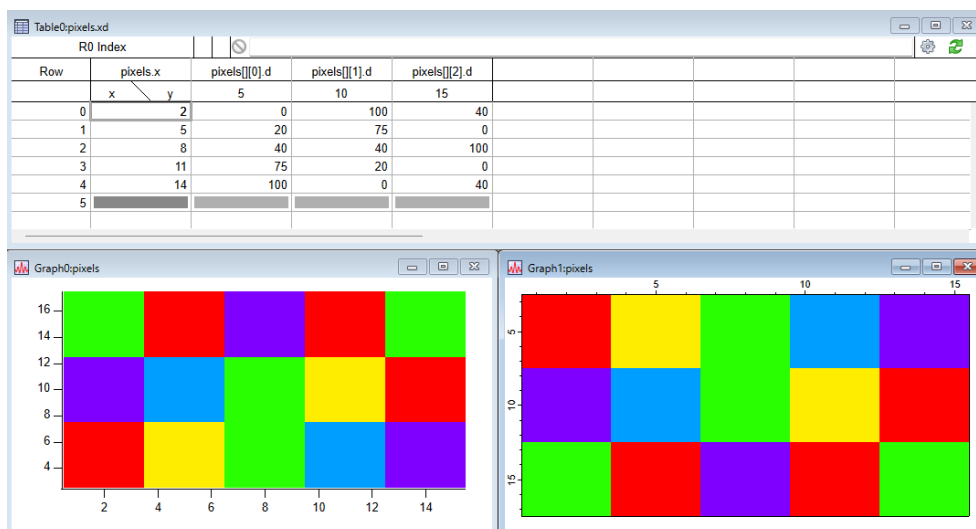 Table0:pixels.xd
R0 Index
Row pixels.x pixels[][0].d pixels[][1].d pixels[][2].d
x y 5 10 15
0 2 0 100 40
1 5 20 75 0
2 8 40 40 100
3 11 75 20 0
4 14 100 0 40
5
Graph0:pixels
16
14
12
10
8
6
4
2 4 6 8 10 12 14
Graph1:pixels
5 10 15
5
10
15